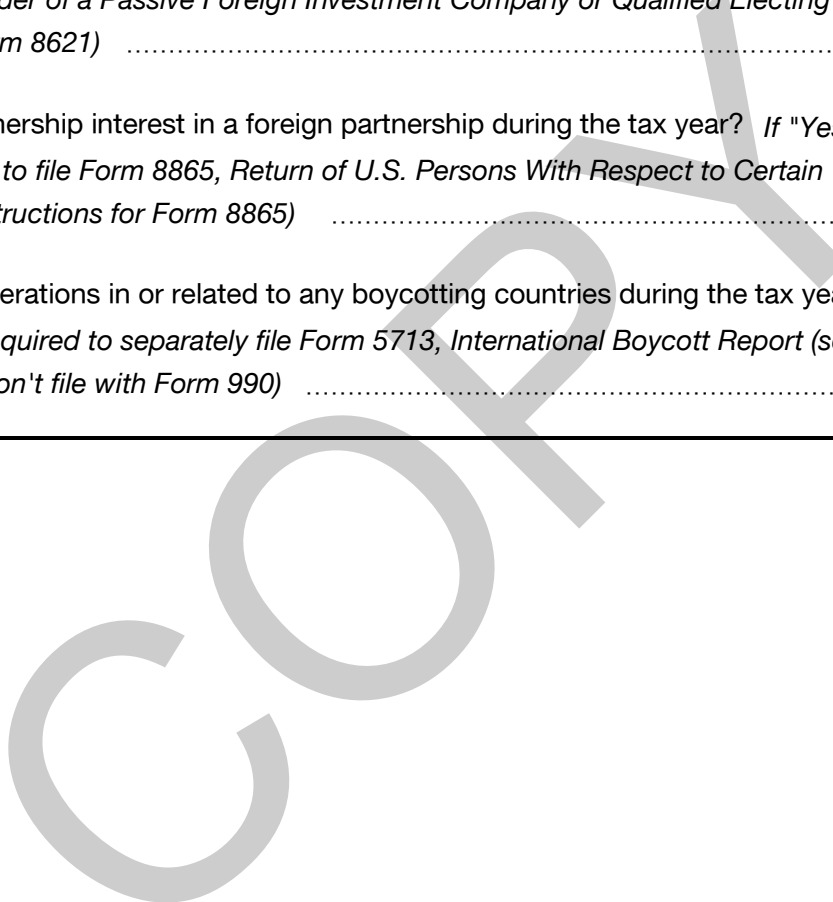 der of a Passive Foreign Investment Company or Qualified Electing
rm 8621)
nership interest in a foreign partnership during the tax year? If "Yes
to file Form 8865, Return of U.S. Persons With Respect to Certain
tructions for Form 8865)
erations in or related to any boycotting countries during the tax yea
quired to separately file Form 5713, International Boycott Report (se
on't file with Form 990)
COPY